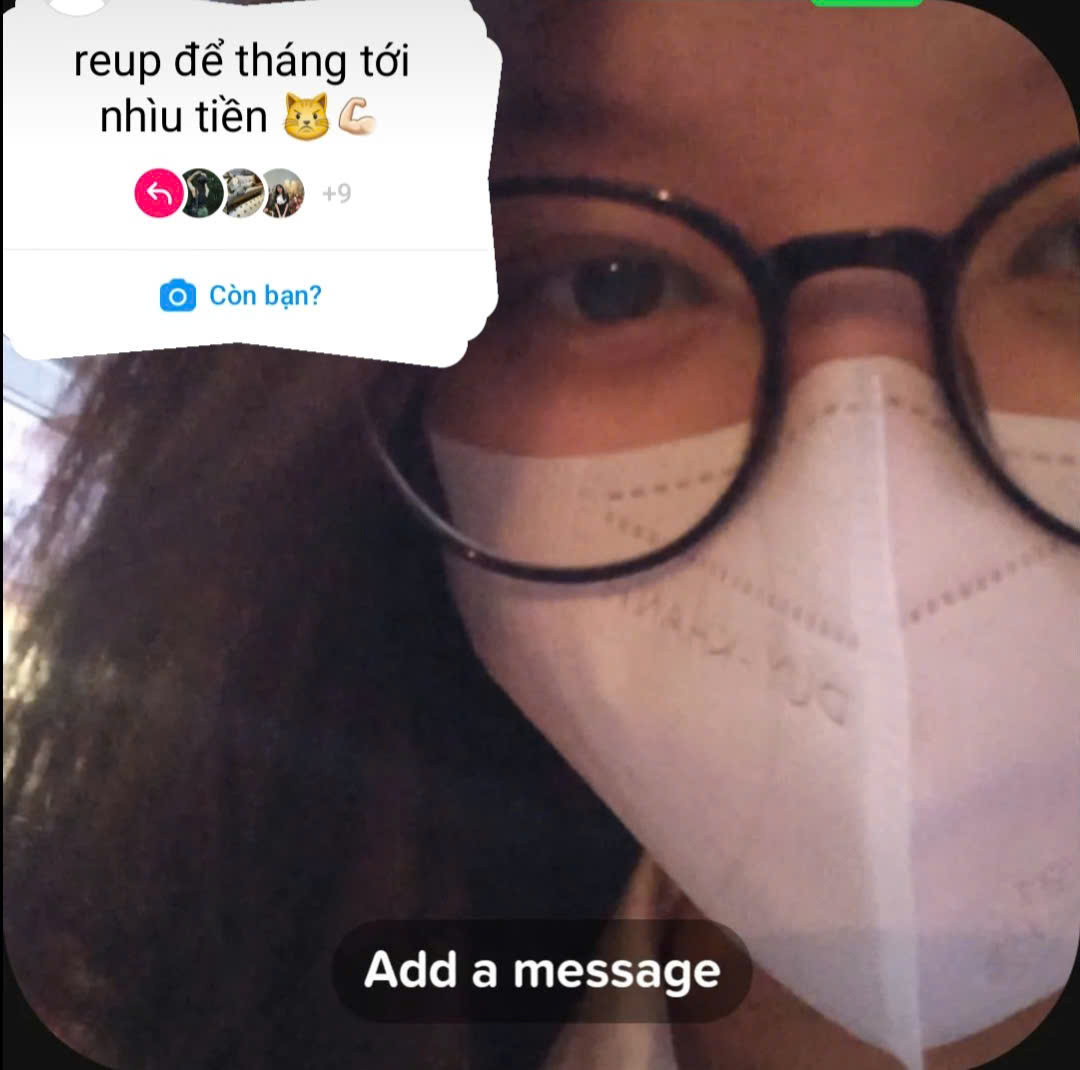 reup để tháng tới
nhìu tiền 😾💪🏻
+9
Còn bạn?
Add a message